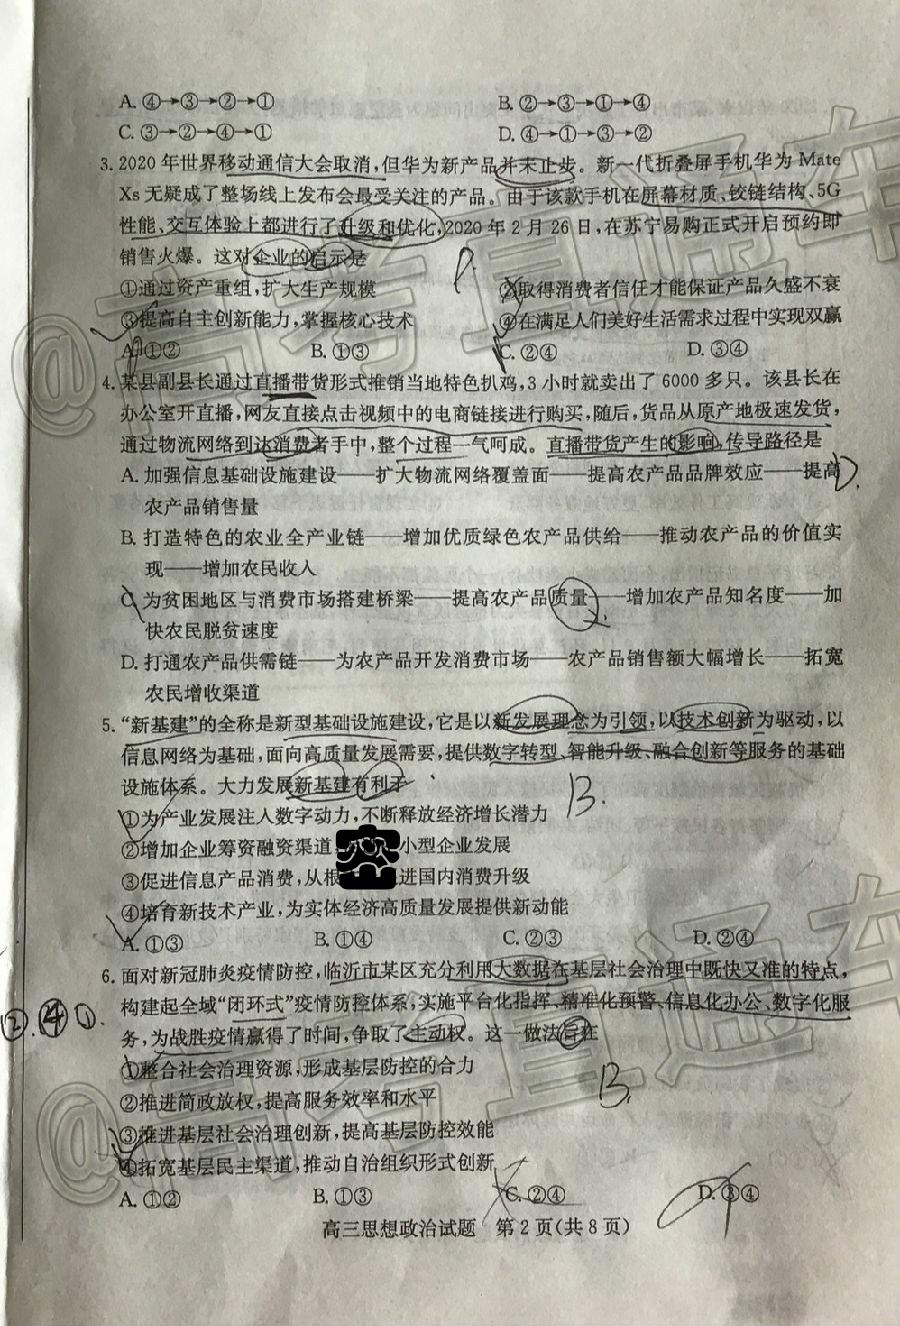 A. ④→③→②→① B. ②→③→①→④
C. ③→②→④→① D. ④→①→③→②
3. 2020 年世界移动通信大会取消,但华为新产品并未止步。新一代折叠屏手机华为 Mate
Xs 无疑成了整场线上发布会最受关注的产品。由于该款手机在屏幕材质、铰链结构、5G
性能、交互体验上都进行了升级和优化,2020 年 2 月 26 日,在苏宁易购正式开启预约即
销售火爆。这对企业的启示是
①通过资产重组,扩大生产规模 ②取得消费者信任才能保证产品久盛不衰
③提高自主创新能力,掌握核心技术 ④在满足人们美好生活需求过程中实现双赢
A. ①② B. ①③ C. ②④ D. ③④
4. 某县副县长通过直播带货形式推销当地特色扒鸡,3 小时就卖出了 6000 多只。该县长在
办公室开直播,网友直接点击视频中的电商链接进行购买,随后,货品从原产地极速发货,
通过物流网络到达消费者手中,整个过程一气呵成。直播带货产生的影响,传导路径是
A. 加强信息基础设施建设——扩大物流网络覆盖面——提高农产品品牌效应——提高 D.
农产品销售量
B. 打造特色的农业全产业链——增加优质绿色农产品供给——推动农产品的价值实
现——增加农民收入
C. 为贫困地区与消费市场搭建桥梁——提高农产品质量——增加农产品知名度——加
快农民脱贫速度
D. 打通农产品供需链——为农产品开发消费市场——农产品销售额大幅增长——拓宽
农民增收渠道
5. “新基建”的全称是新型基础设施建设,它是以新发展理念为引领,以技术创新为驱动,以
信息网络为基础,面向高质量发展需要,提供数字转型、智能升级、融合创新等服务的基础
设施体系。大力发展新基建有利于
B.
①为产业发展注入数字动力,不断释放经济增长潜力
②增加企业筹资融资渠道 小型企业发展
③促进信息产品消费,从根 进国内消费升级
④培育新技术产业,为实体经济高质量发展提供新动能
A. ①③ B. ①④ C. ②③ D. ②④
6. 面对新冠肺炎疫情防控,临沂市某区充分利用大数据在基层社会治理中既快又准的特点,
构建起全域“闭环式”疫情防控体系,实施平台化指挥、精准化预警、信息化办公、数字化服
②.④①.
务,为战胜疫情赢得了时间,争取了主动权。这一做法旨在
①整合社会治理资源,形成基层防控的合力
B.
②推进简政放权,提高服务效率和水平
③推进基层社会治理创新,提高基层防控效能
④拓宽基层民主渠道,推动自治组织形式创新
A. ①② B. ①③ C. ②④ D. ③④
高三思想政治试题 第 2 页(共 8 页)
@高考直通车
@高考直通车